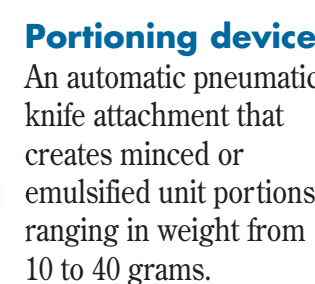 Portioning device
An automatic pneumatic
knife attachment that
creates minced or
emulsified unit portions
ranging in weight from
10 to 40 grams.